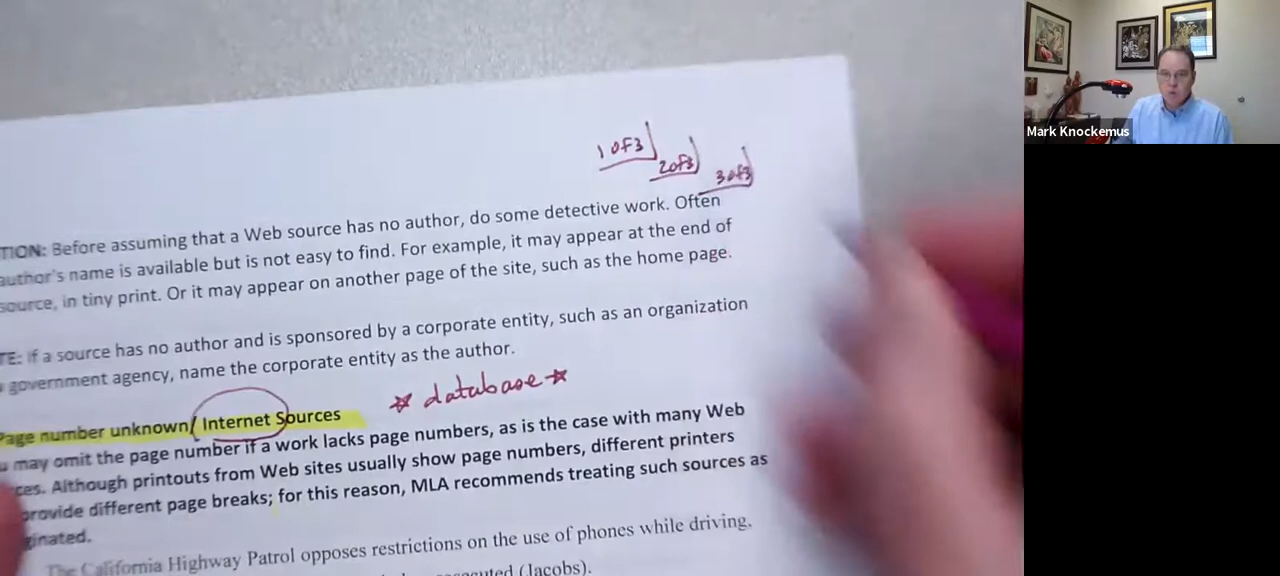 1 OF 3
2 of 3
3 of 3
TION: Before assuming that a Web source has no author, do some detective work. Often
author's name is available but is not easy to find. For example, it may appear at the end of
source, in tiny print. Or it may appear on another page of the site, such as the home page.
TE: if a source has no author and is sponsored by a corporate entity, such as an organization
government agency, name the corporate entity as the author.
☆ database ☆
Page number unknown/ Internet Sources
may omit the page number if a work lacks page numbers, as is the case with many Web
ces. Although printouts from Web sites usually show page numbers, different printers
provide different page breaks; for this reason, MLA recommends treating such sources as
ginated.
The California Highway Patrol opposes restrictions on the use of phones while driving,
(Jacobs).
Mark Knockemus